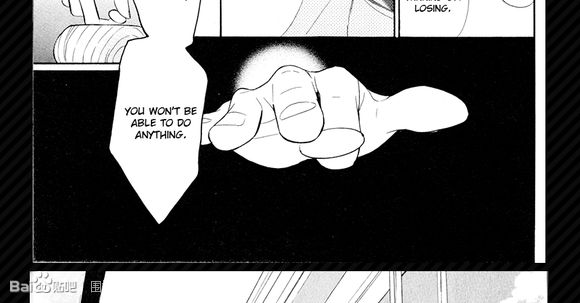 LOSING.
YOU WON'T BE
ABLE TO DO
ANYTHING.
Bai贴吧